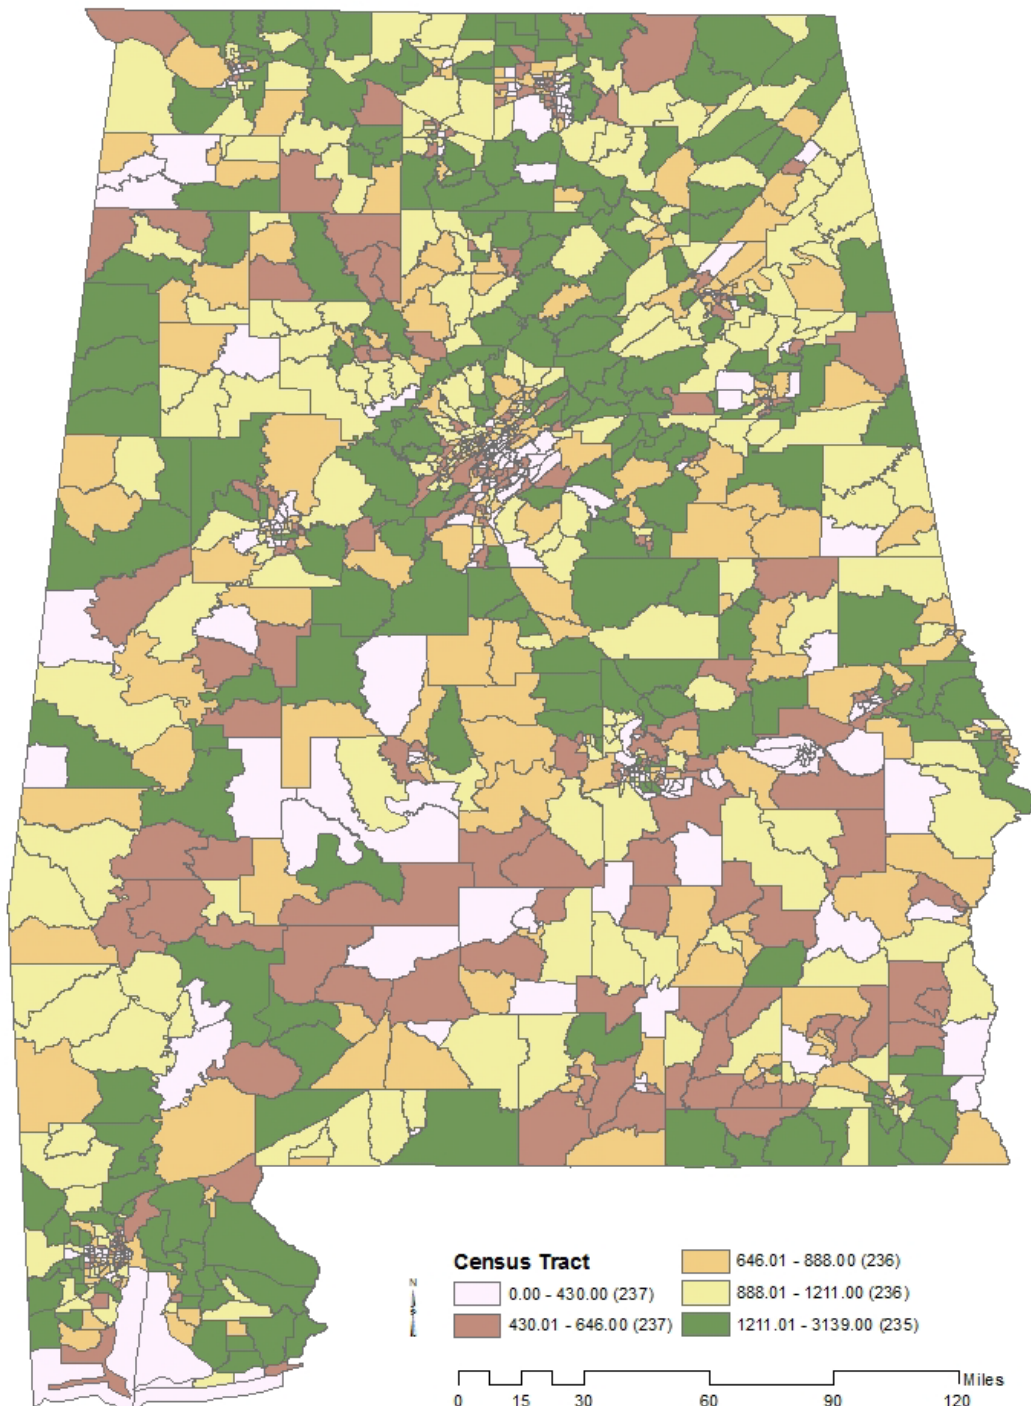 Census Tract
0.00 - 430.00 (237)
430.01 - 646.00 (237)
646.01 - 888.00 (236)
888.01 - 1211.00 (236)
1211.01 - 3139.00 (235)
N
Miles
0 15 30 60 90 120